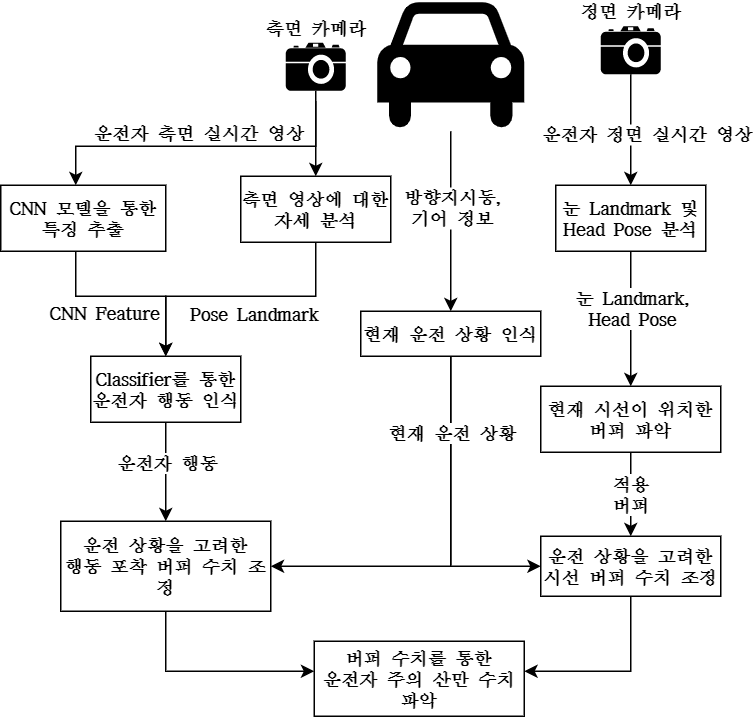 측면 카메라
정면 카메라
운전자 측면 실시간 영상
운전자 정면 실시간 영상
CNN 모델을 통한
특징 추출
측면 영상에 대한
자세 분석
방향지시등,
기어 정보
눈 Landmark 및
Head Pose 분석
CNN Feature
Pose Landmark
눈 Landmark,
Head Pose
현재 운전 상황 인식
Classifier를 통한
운전자 행동 인식
현재 시선이 위치한
버퍼 파악
운전자 행동
현재 운전 상황
적용
버퍼
운전 상황을 고려한
행동 포착 버퍼 수치 조
정
운전 상황을 고려한
시선 버퍼 수치 조정
버퍼 수치를 통한
운전자 주의 산만 수치
파악